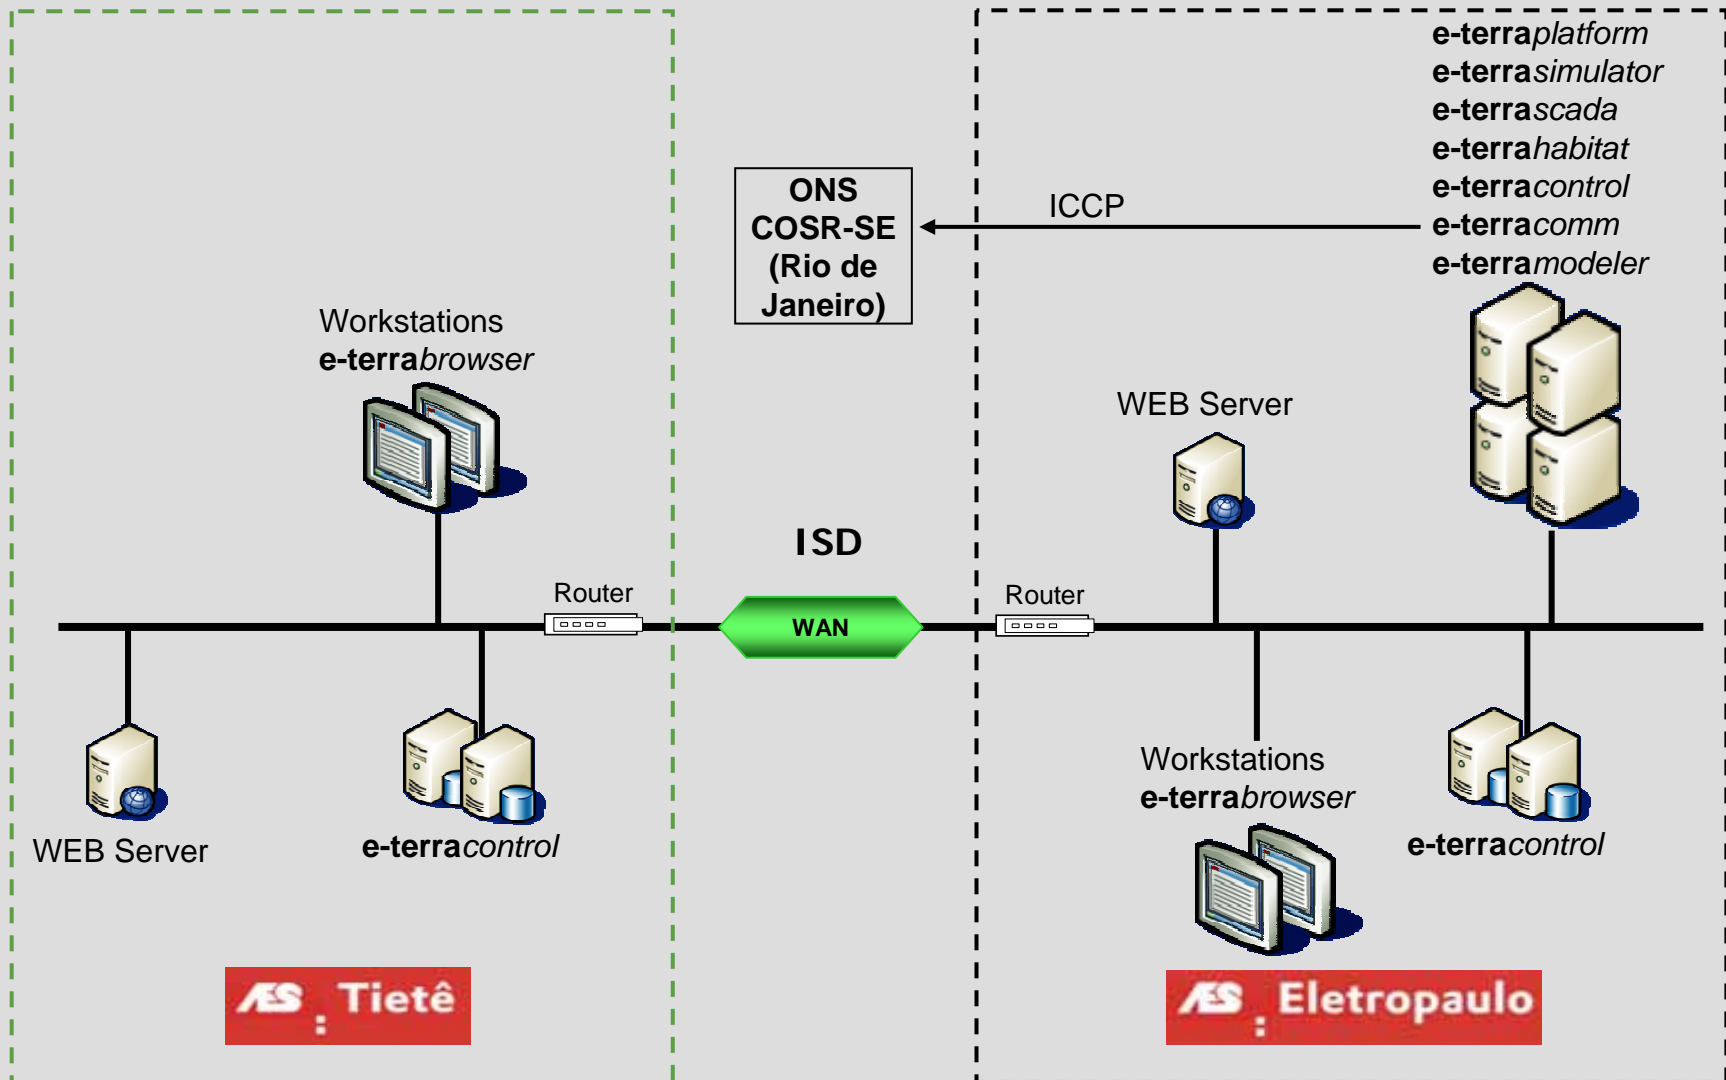 e-terraplatform
e-terrasimulator
e-terrascada
e-terrahabitat
e-terracontrol
e-terracomm
e-terramodeler
ONS
COSR-SE
(Rio de
Janeiro)
ICCP
Workstations
e-terrabrowser
WEB Server
ISD
Router
WAN
Router
WEB Server
e-terracontrol
Workstations
e-terrabrowser
e-terracontrol
AES Tietê
AES Eletropaulo